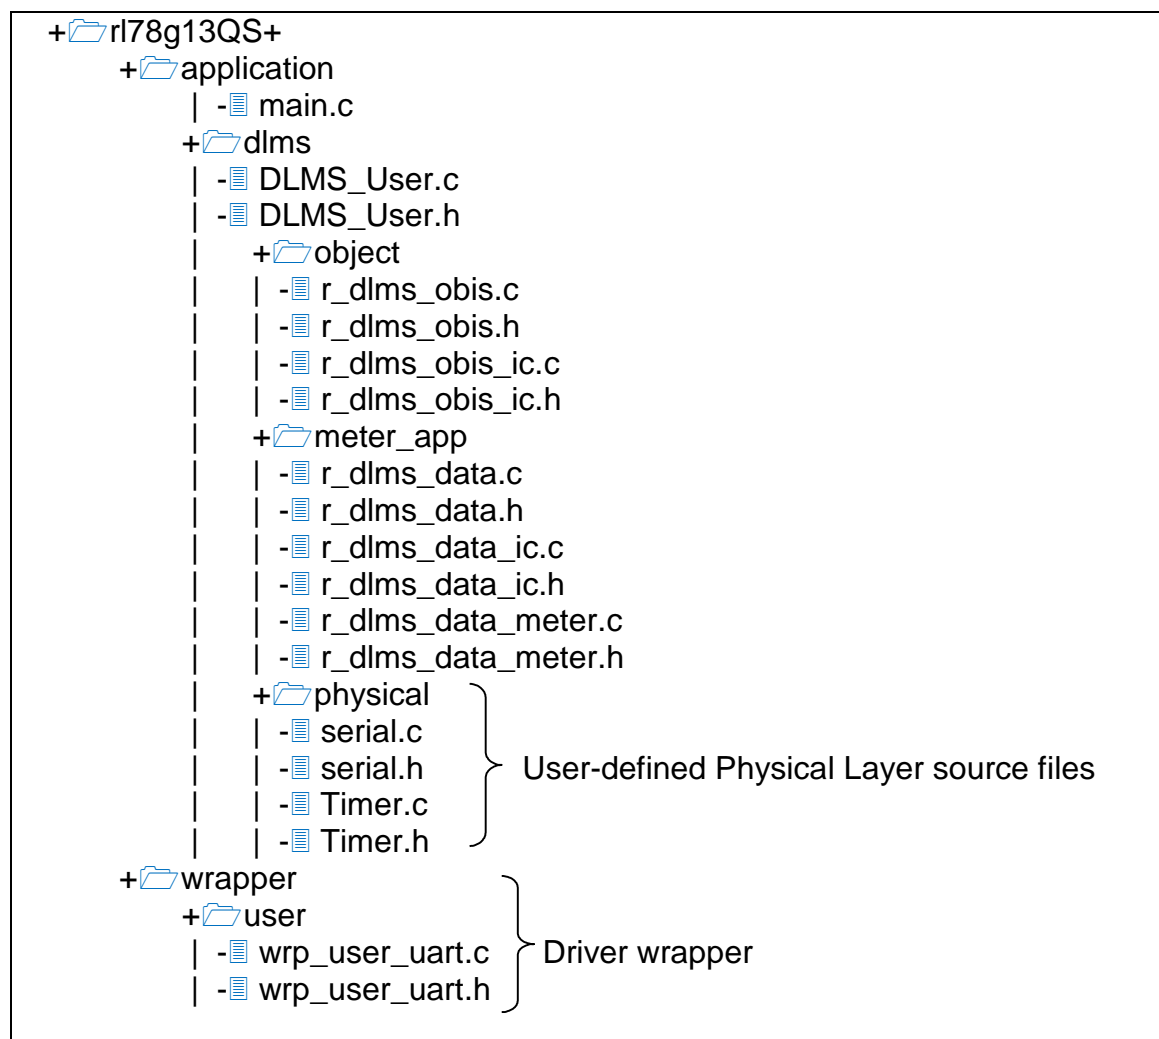 +rl78g13QS+
+application
| - main.c
+dlms
| - DLMS_User.c
| - DLMS_User.h
| +object
| | - r_dlms_obis.c
| | - r_dlms_obis.h
| | - r_dlms_obis_ic.c
| | - r_dlms_obis_ic.h
| +meter_app
| | - r_dlms_data.c
| | - r_dlms_data.h
| | - r_dlms_data_ic.c
| | - r_dlms_data_ic.h
| | - r_dlms_data_meter.c
| | - r_dlms_data_meter.h
| +physical
| | - serial.c
| | - serial.h User-defined Physical Layer source files
| | - Timer.c
| | - Timer.h
+wrapper
+user
| - wrp_user_uart.c Driver wrapper
| - wrp_user_uart.h